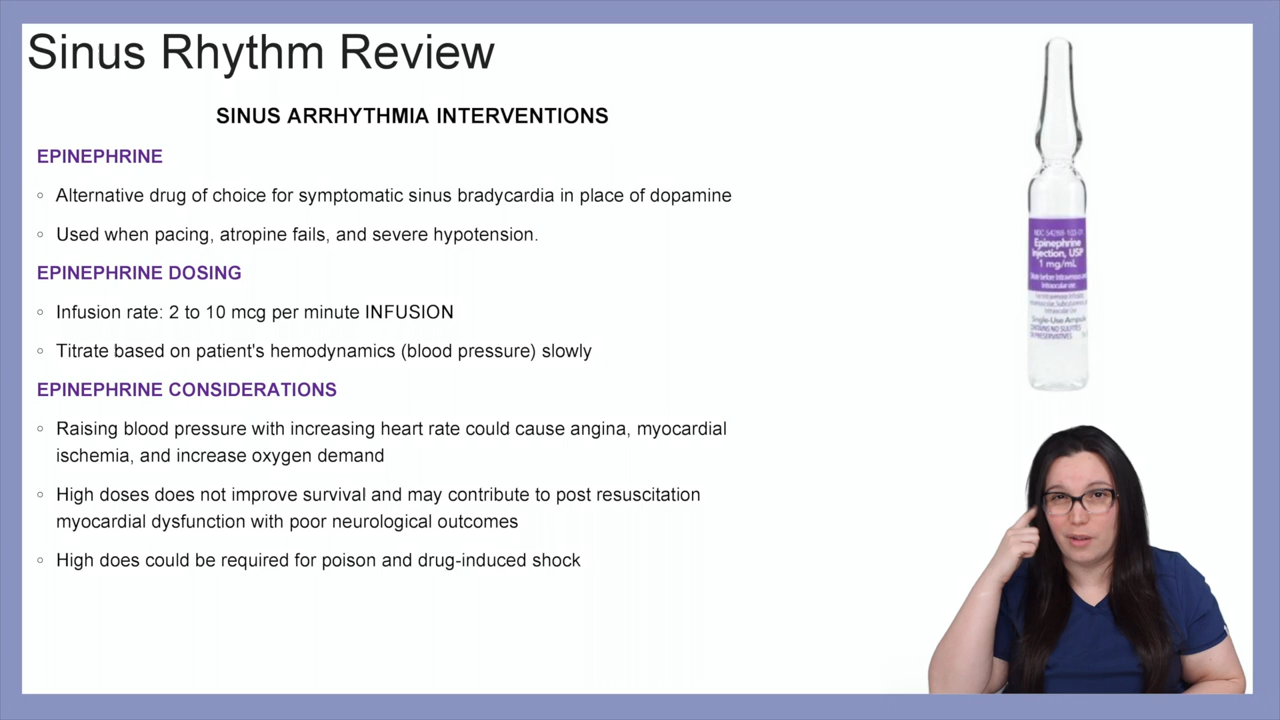 Sinus Rhythm Review
SINUS ARRHYTHMIA INTERVENTIONS
EPINEPHRINE
Alternative drug of choice for symptomatic sinus bradycardia in place of dopamine
Used when pacing, atropine fails, and severe hypotension.
EPINEPHRINE DOSING
Infusion rate: 2 to 10 mcg per minute INFUSION
Titrate based on patient's hemodynamics (blood pressure) slowly
EPINEPHRINE CONSIDERATIONS
Raising blood pressure with increasing heart rate could cause angina, myocardial
ischemia, and increase oxygen demand
High doses does not improve survival and may contribute to post resuscitation
myocardial dysfunction with poor neurological outcomes
High does could be required for poison and drug-induced shock
Epinephrine
Injection, USP
1 mg/mL
Single-Use Ampule